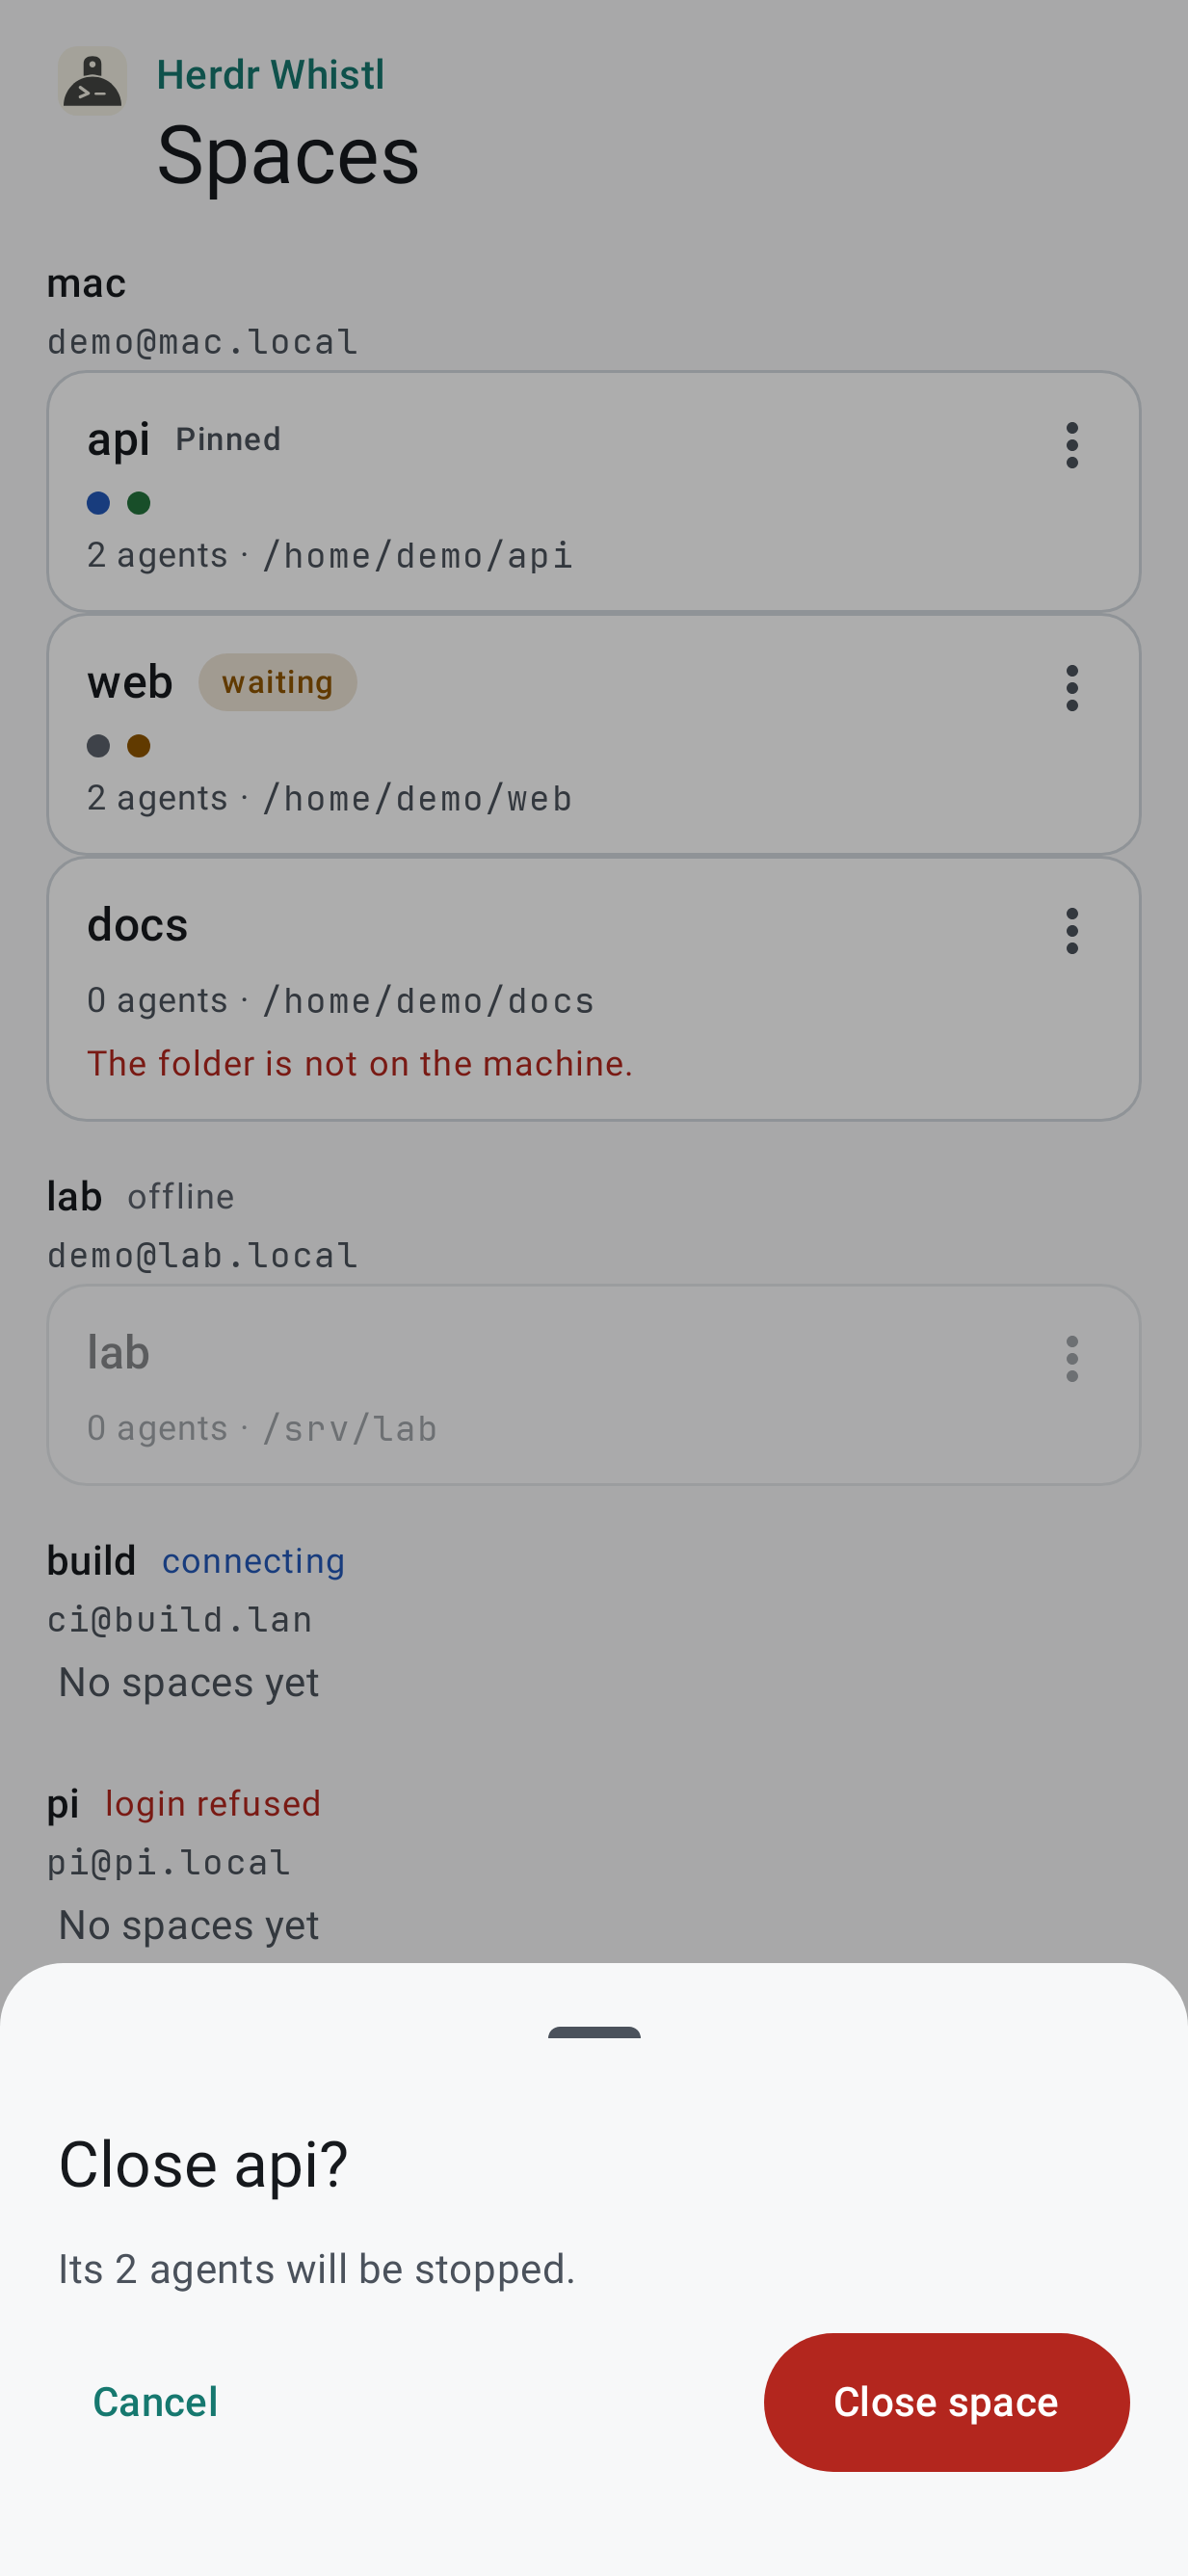 Herdr Whistl
Spaces
mac
demo@mac.local
api Pinned
2 agents · /home/demo/api
web waiting
2 agents · /home/demo/web
docs
0 agents · /home/demo/docs
The folder is not on the machine.
lab offline
demo@lab.local
lab
0 agents · /srv/lab
build connecting
ci@build.lan
No spaces yet
pi login refused
pi@pi.local
No spaces yet
Close api?
Its 2 agents will be stopped.
Cancel Close space